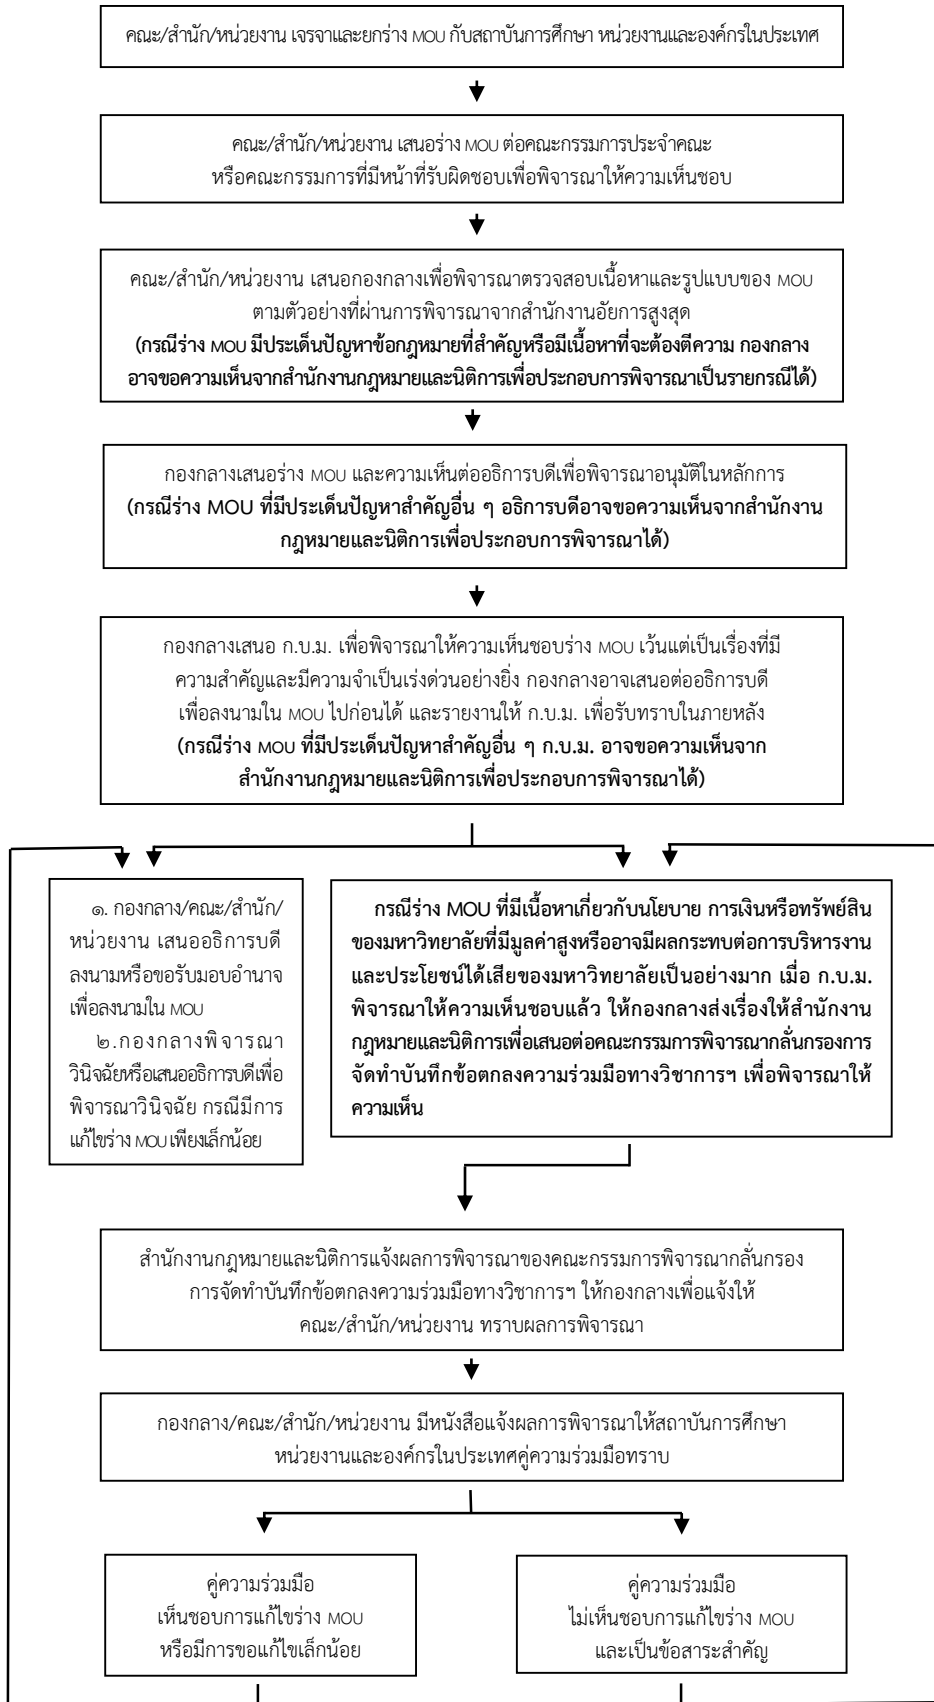 คณะ/สำนัก/หน่วยงาน เจรจาและยกร่าง MOU กับสถาบันการศึกษา หน่วยงานและองค์กรในประเทศ
คณะ/สำนัก/หน่วยงาน เสนอร่าง MOU ต่อคณะกรรมการประจำคณะ
หรือคณะกรรมการที่มีหน้าที่รับผิดชอบเพื่อพิจารณาให้ความเห็นชอบ
คณะ/สำนัก/หน่วยงาน เสนอกองกลางเพื่อพิจารณาตรวจสอบเนื้อหาและรูปแบบของ MOU
ตามตัวอย่างที่ผ่านการพิจารณาจากสำนักงานอัยการสูงสุด
(กรณีร่าง MOU มีประเด็นปัญหาข้อกฎหมายที่สำคัญหรือมีเนื้อหาที่จะต้องตีความ กองกลาง
อาจขอความเห็นจากสำนักงานกฎหมายและนิติการเพื่อประกอบการพิจารณาเป็นรายกรณีได้)
กองกลางเสนอร่าง MOU และความเห็นต่ออธิการบดีเพื่อพิจารณาอนุมัติในหลักการ
(กรณีร่าง MOU ที่มีประเด็นปัญหาสำคัญอื่น ๆ อธิการบดีอาจขอความเห็นจากสำนักงาน
กฎหมายและนิติการเพื่อประกอบการพิจารณาได้)
กองกลางเสนอ ก.บ.ม. เพื่อพิจารณาให้ความเห็นชอบร่าง MOU เว้นแต่เป็นเรื่องที่มี
ความสำคัญและมีความจำเป็นเร่งด่วนอย่างยิ่ง กองกลางอาจเสนอต่ออธิการบดี
เพื่อลงนามใน MOU ไปก่อนได้ และรายงานให้ ก.บ.ม. เพื่อรับทราบในภายหลัง
(กรณีร่าง MOU ที่มีประเด็นปัญหาสำคัญอื่น ๆ ก.บ.ม. อาจขอความเห็นจาก
สำนักงานกฎหมายและนิติการเพื่อประกอบการพิจารณาได้)
๑. กองกลาง/คณะ/สำนัก/
หน่วยงาน เสนออธิการบดี
ลงนามหรือขอรับมอบอำนาจ
เพื่อลงนามใน MOU
๒.กองกลางพิจารณา
วินิจฉัยหรือเสนออธิการบดีเพื่อ
พิจารณาวินิจฉัย กรณีมีการ
แก้ไขร่าง MOU เพียงเล็กน้อย
กรณีร่าง MOU ที่มีเนื้อหาเกี่ยวกับนโยบาย การเงินหรือทรัพย์สิน
ของมหาวิทยาลัยที่มีมูลค่าสูงหรืออาจมีผลกระทบต่อการบริหารงาน
และประโยชน์ได้เสียของมหาวิทยาลัยเป็นอย่างมาก เมื่อ ก.บ.ม.
พิจารณาให้ความเห็นชอบแล้ว ให้กองกลางส่งเรื่องให้สำนักงาน
กฎหมายและนิติการเพื่อเสนอต่อคณะกรรมการพิจารณากลั่นกรองการ
จัดทำบันทึกข้อตกลงความร่วมมือทางวิชาการฯ เพื่อพิจารณาให้
ความเห็น
สำนักงานกฎหมายและนิติการแจ้งผลการพิจารณาของคณะกรรมการพิจารณากลั่นกรอง
การจัดทำบันทึกข้อตกลงความร่วมมือทางวิชาการฯ ให้กองกลางเพื่อแจ้งให้
คณะ/สำนัก/หน่วยงาน ทราบผลการพิจารณา
กองกลาง/คณะ/สำนัก/หน่วยงาน มีหนังสือแจ้งผลการพิจารณาให้สถาบันการศึกษา
หน่วยงานและองค์กรในประเทศคู่ความร่วมมือทราบ
คู่ความร่วมมือ
เห็นชอบการแก้ไขร่าง MOU
หรือมีการขอแก้ไขเล็กน้อย
คู่ความร่วมมือ
ไม่เห็นชอบการแก้ไขร่าง MOU
และเป็นข้อสาระสำคัญ